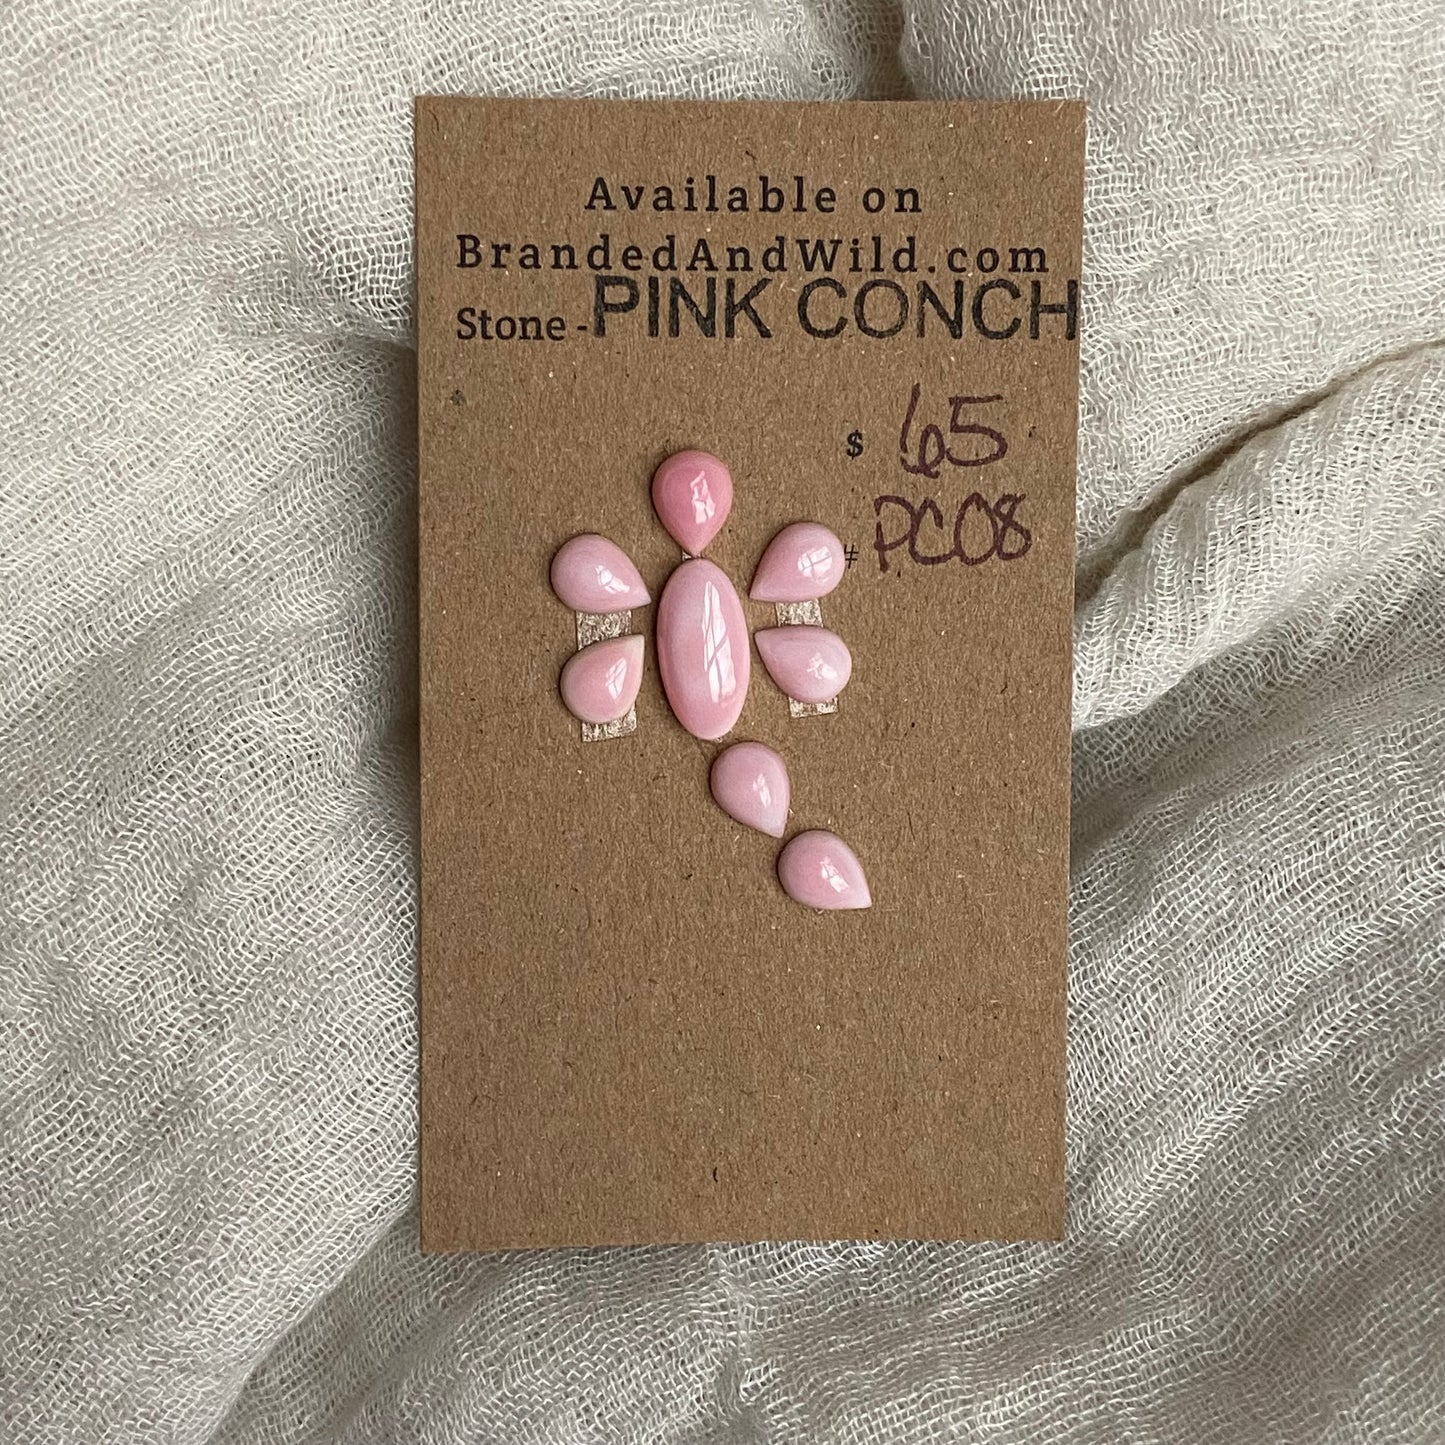 Available on
BrandedAndWild.com
Stone - PINK CONCH
$ 65
# PC08